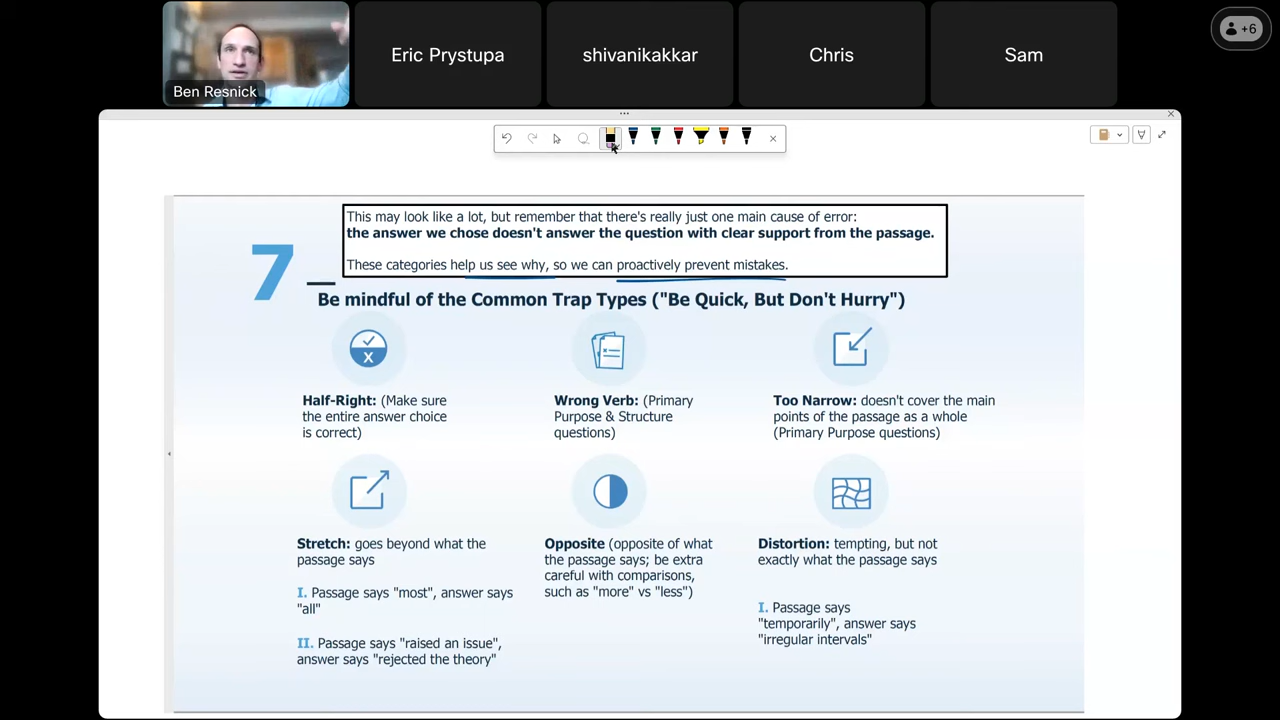 Ben Resnick
Eric Prystupa
shivanikakkar
Chris
Sam
+6
This may look like a lot, but remember that there's really just one main cause of error:
the answer we chose doesn't answer the question with clear support from the passage.
These categories help us see why, so we can proactively prevent mistakes.
7
Be mindful of the Common Trap Types ("Be Quick, But Don't Hurry")
X
Half-Right: (Make sure
the entire answer choice
is correct)
Wrong Verb: (Primary
Purpose & Structure
questions)
Too Narrow: doesn't cover the main
points of the passage as a whole
(Primary Purpose questions)
Stretch: goes beyond what the
passage says
I. Passage says "most", answer says
"all"
II. Passage says "raised an issue",
answer says "rejected the theory"
Opposite (opposite of what
the passage says; be extra
careful with comparisons,
such as "more" vs "less")
Distortion: tempting, but not
exactly what the passage says
I. Passage says
"temporarily", answer says
"irregular intervals"